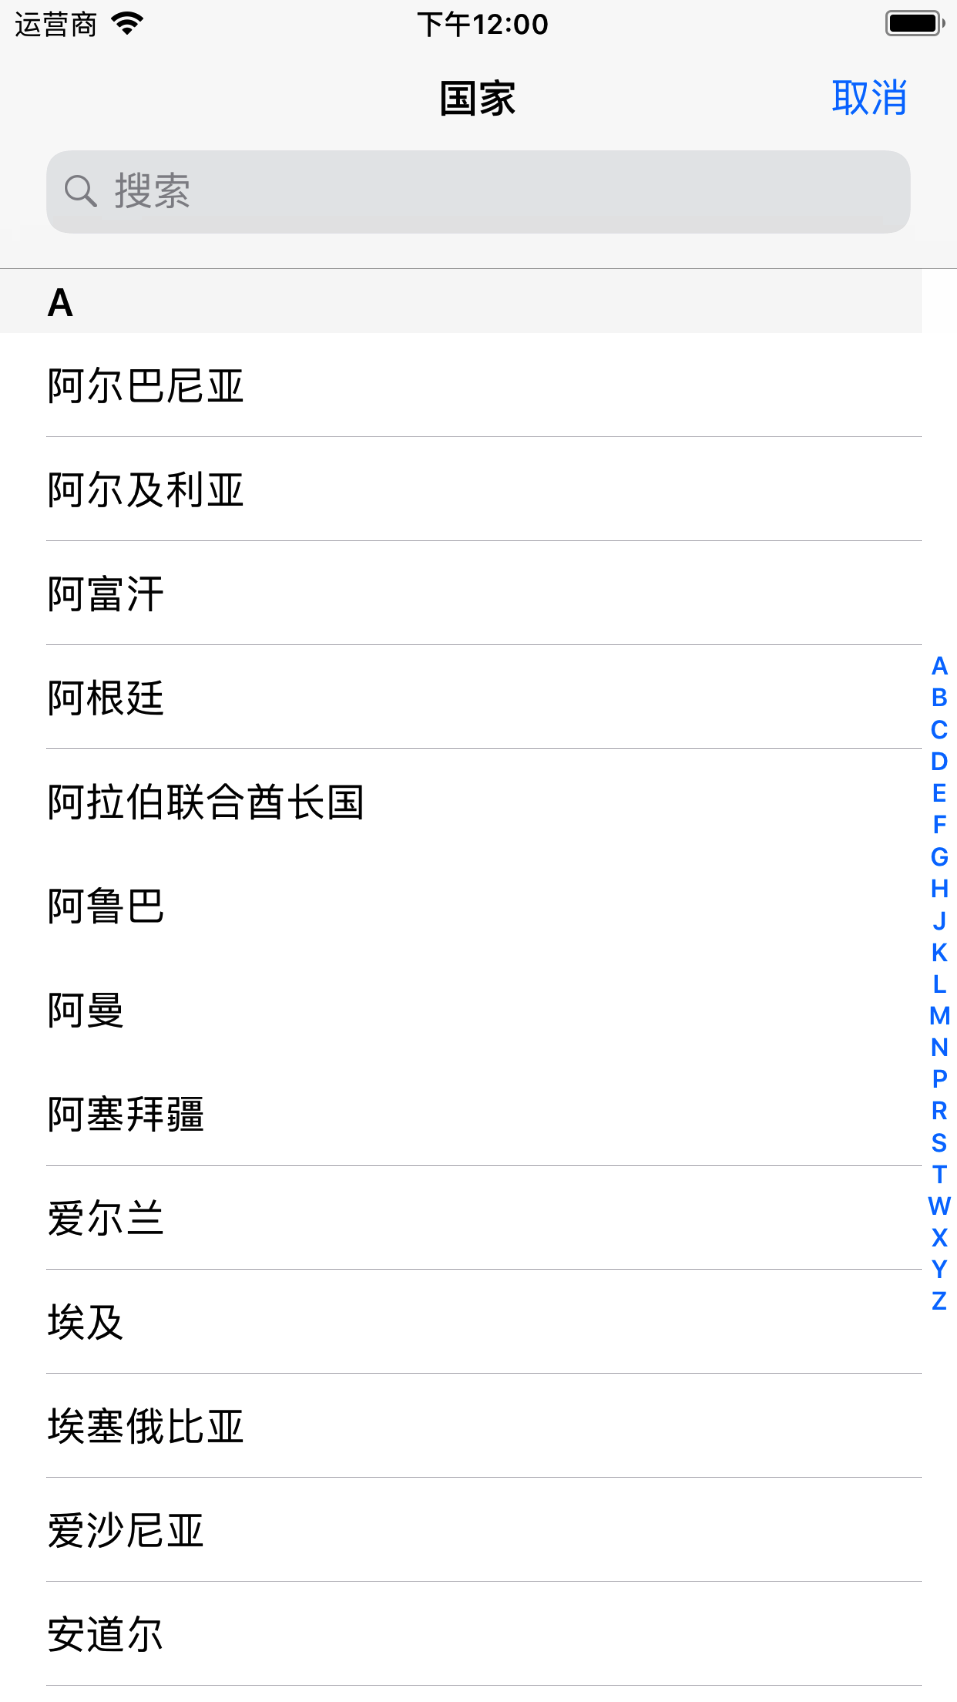 运营商 下午12:00
国家 取消
搜索
A
阿尔巴尼亚
阿尔及利亚
阿富汗
阿根廷
阿拉伯联合酋长国
阿鲁巴
阿曼
阿塞拜疆
爱尔兰
埃及
埃塞俄比亚
爱沙尼亚
安道尔
A
B
C
D
E
F
G
H
J
K
L
M
N
P
R
S
T
W
X
Y
Z